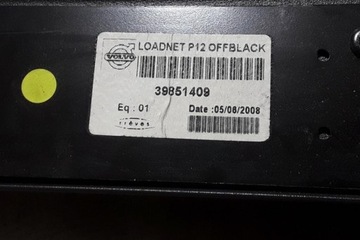 LOADNET P12 OFFBLACK
VOLVO
39851409
Eq : 01
Date :05/06/2008
trèves